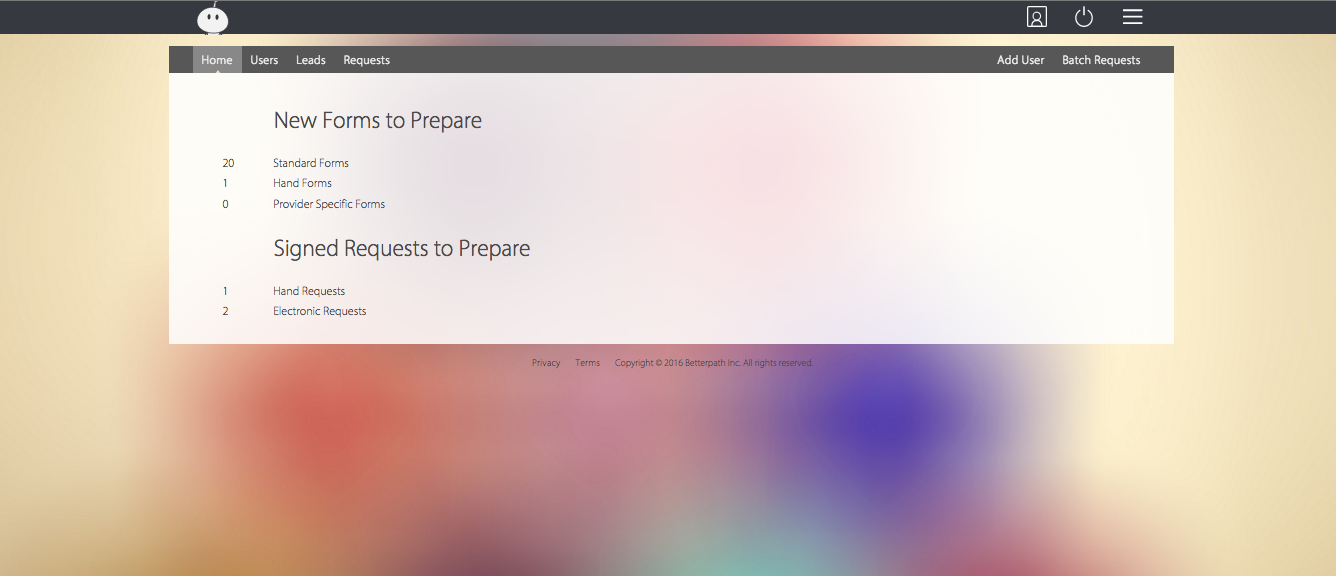 Home Users Leads Requests Add User Batch Requests
New Forms to Prepare
20 Standard Forms
1 Hand Forms
0 Provider Specific Forms
Signed Requests to Prepare
1 Hand Requests
2 Electronic Requests
Privacy Terms Copyright © 2016 Betterpath Inc. All rights reserved.